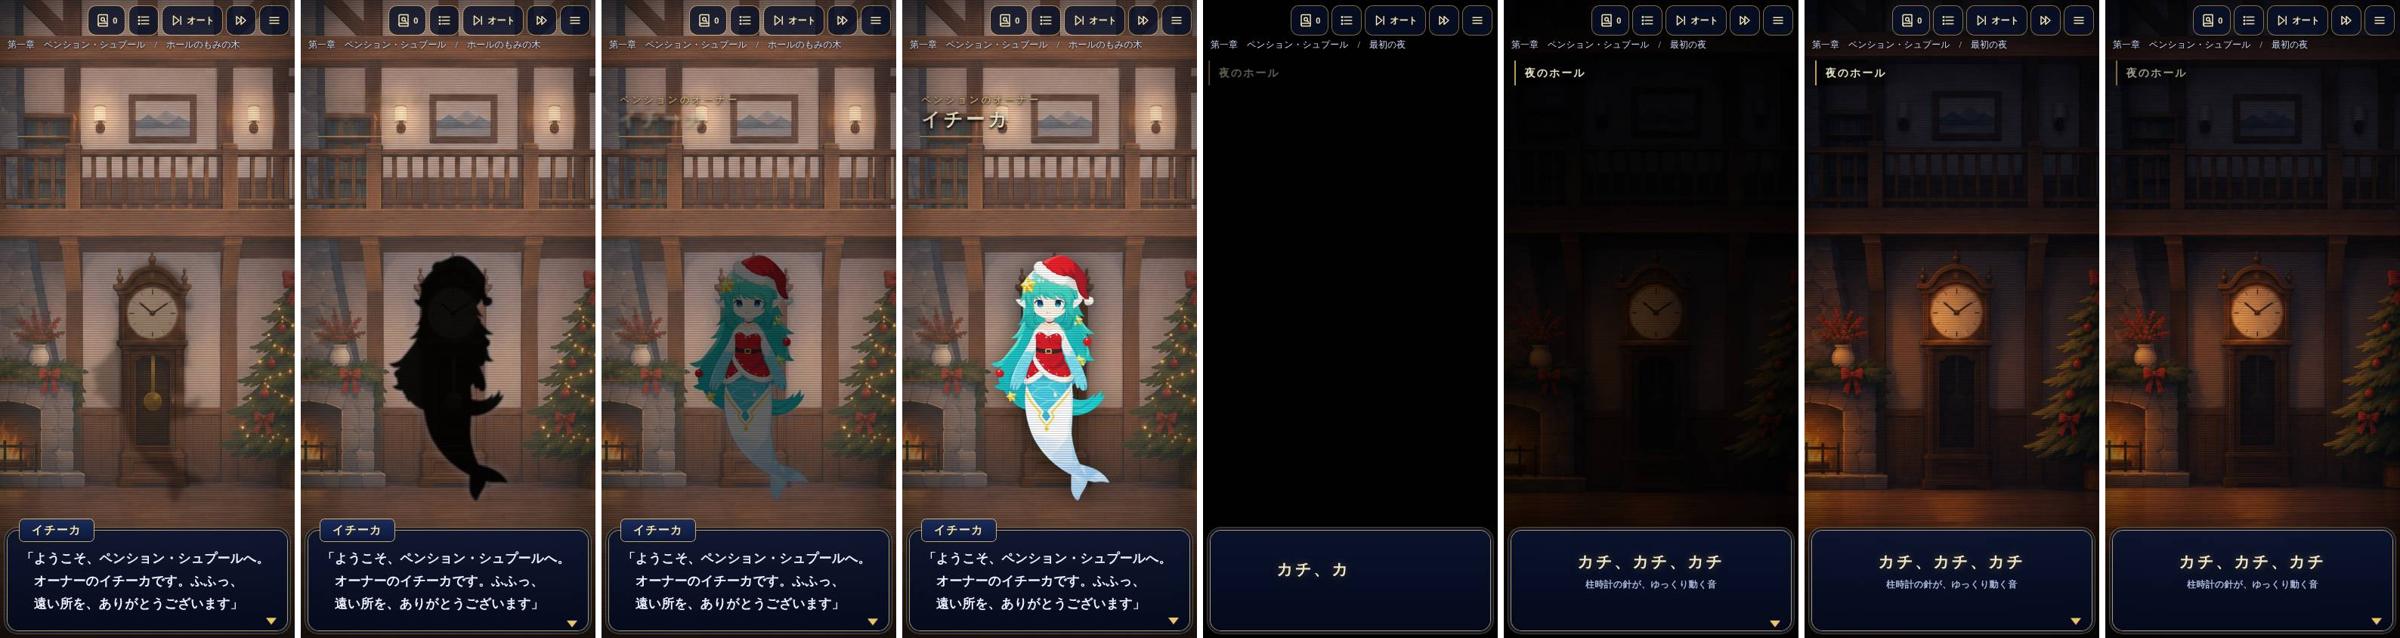 0 オート
第一章 ペンション・シュプール / ホールのもみの木
イチーカ
「ようこそ、ペンション・シュプールへ。
オーナーのイチーカです。ふふっ、
遠い所を、ありがとうございます」
0 オート
第一章 ペンション・シュプール / ホールのもみの木
イチーカ
「ようこそ、ペンション・シュプールへ。
オーナーのイチーカです。ふふっ、
遠い所を、ありがとうございます」
0 オート
第一章 ペンション・シュプール / ホールのもみの木
ペンションのオーナー
イチーカ
「ようこそ、ペンション・シュプールへ。
オーナーのイチーカです。ふふっ、
遠い所を、ありがとうございます」
0 オート
第一章 ペンション・シュプール / ホールのもみの木
ペンションのオーナー
イチーカ
イチーカ
「ようこそ、ペンション・シュプールへ。
オーナーのイチーカです。ふふっ、
遠い所を、ありがとうございます」
0 オート
第一章 ペンション・シュプール / 最初の夜
夜のホール
カチ、カ
0 オート
第一章 ペンション・シュプール / 最初の夜
夜のホール
カチ、カチ、カチ
柱時計の針が、ゆっくり動く音
0 オート
第一章 ペンション・シュプール / 最初の夜
夜のホール
カチ、カチ、カチ
柱時計の針が、ゆっくり動く音
0 オート
第一章 ペンション・シュプール / 最初の夜
夜のホール
カチ、カチ、カチ
柱時計の針が、ゆっくり動く音